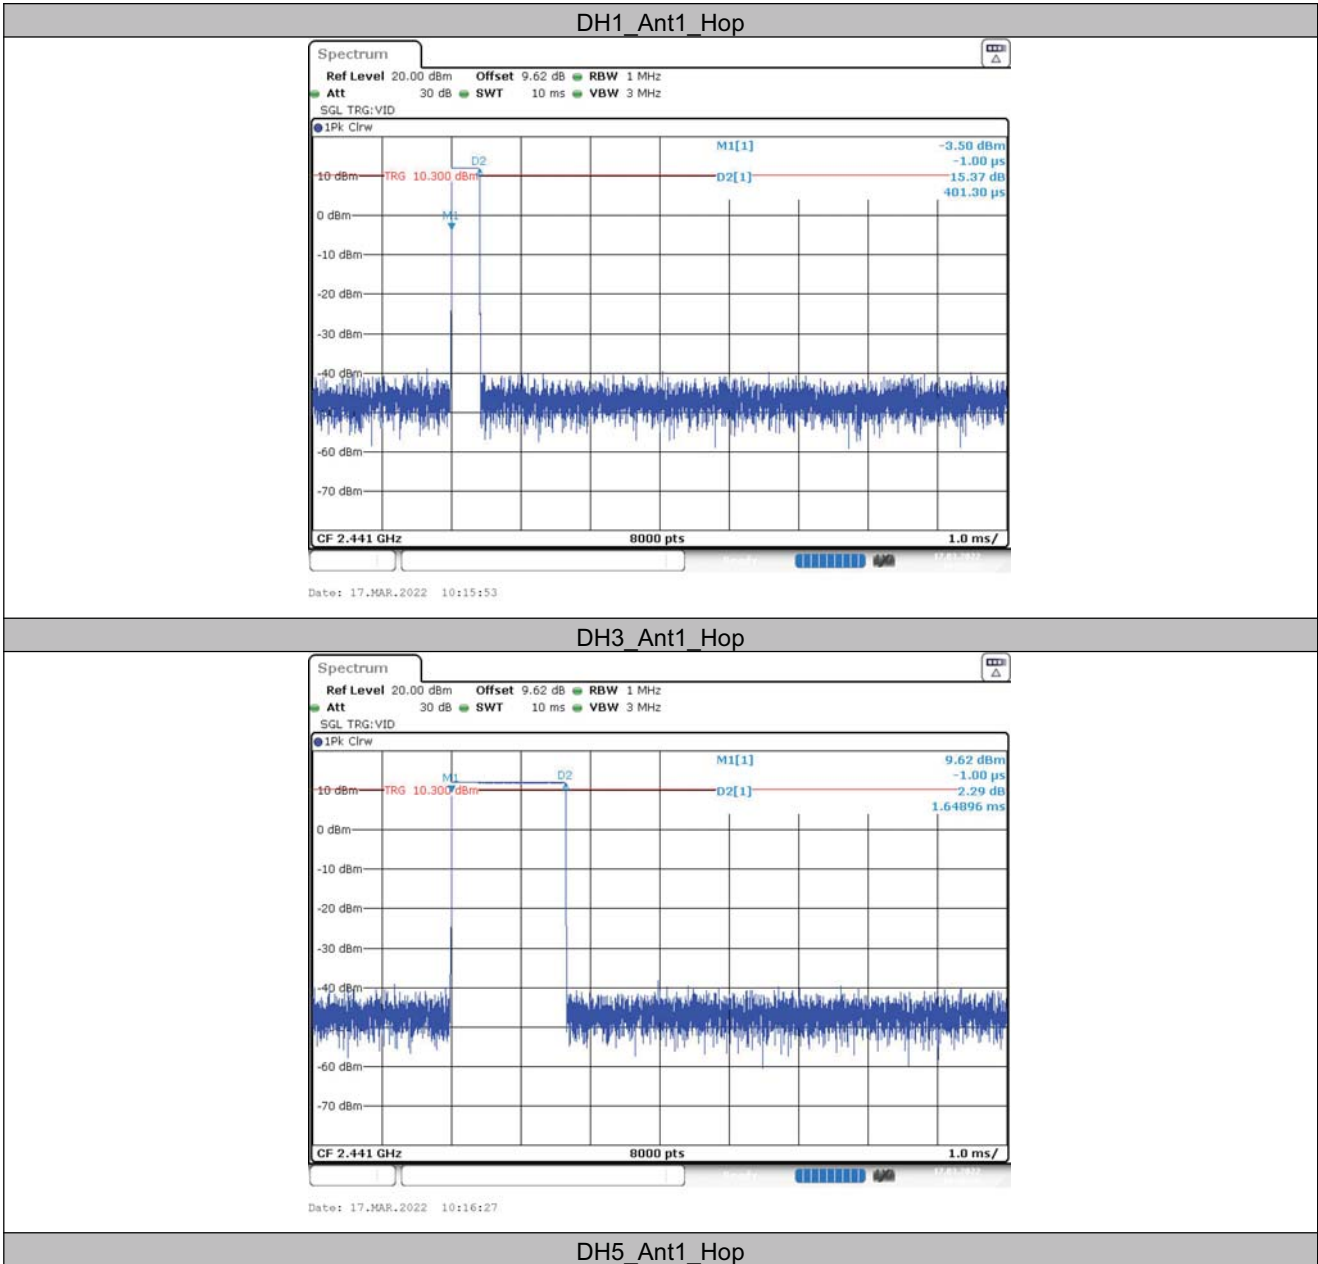 DH1_Ant1_Hop
Spectrum
Ref Level 20.00 dBm Offset 9.62 dB RBW 1 MHz
Att 30 dB SWT 10 ms VBW 3 MHz
SGL TRG:VID
1Pk Clrw
M1[1] -3.50 dBm
-1.00 µs
D2
10 dBm TRG 10.300 dBm D2[1] 15.37 dB
401.30 µs
0 dBm M1
-10 dBm
-20 dBm
-30 dBm
-40 dBm
-60 dBm
-70 dBm
CF 2.441 GHz 8000 pts 1.0 ms/
Date: 17.MAR.2022 10:15:53
DH3_Ant1_Hop
Spectrum
Ref Level 20.00 dBm Offset 9.62 dB RBW 1 MHz
Att 30 dB SWT 10 ms VBW 3 MHz
SGL TRG:VID
1Pk Clrw
M1[1] 9.62 dBm
M1 D2 -1.00 µs
10 dBm TRG 10.300 dBm D2[1] 2.29 dB
1.64896 ms
0 dBm
-10 dBm
-20 dBm
-30 dBm
-40 dBm
-60 dBm
-70 dBm
CF 2.441 GHz 8000 pts 1.0 ms/
Date: 17.MAR.2022 10:16:27
DH5_Ant1_Hop